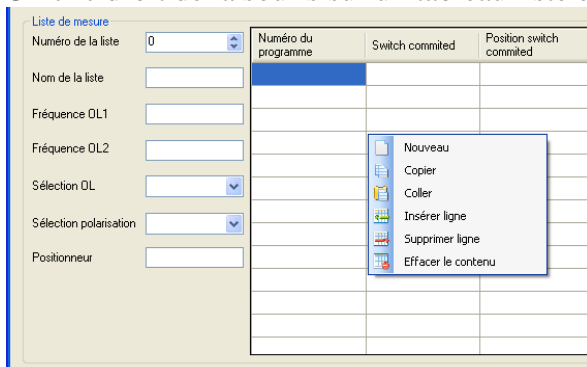 Liste de mesure
Numéro de la liste
0
Nom de la liste
Fréquence OL1
Fréquence OL2
Sélection OL
Sélection polarisation
Positionneur
Numéro du
programme
Switch commited
Position switch
commited
Nouveau
Copier
Coller
Insérer ligne
Supprimer ligne
Effacer le contenu